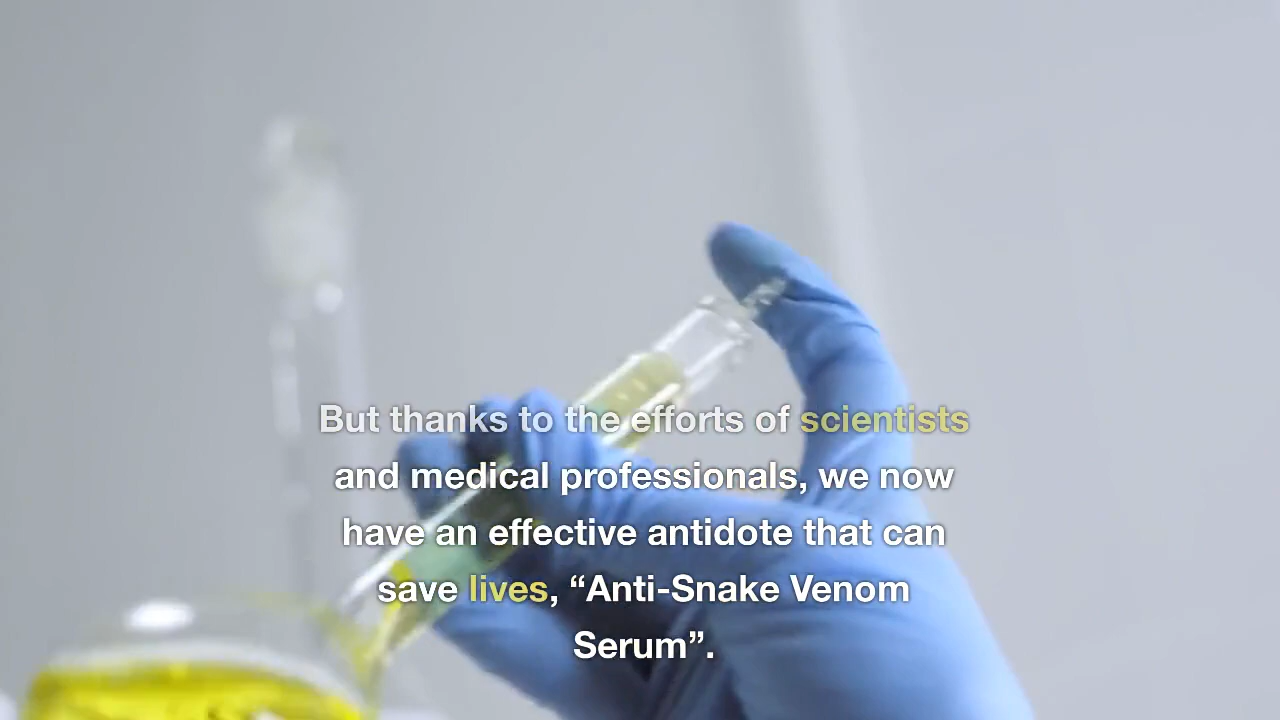 But thanks to the efforts of scientists
and medical professionals, we now
have an effective antidote that can
save lives, “Anti-Snake Venom
Serum”.